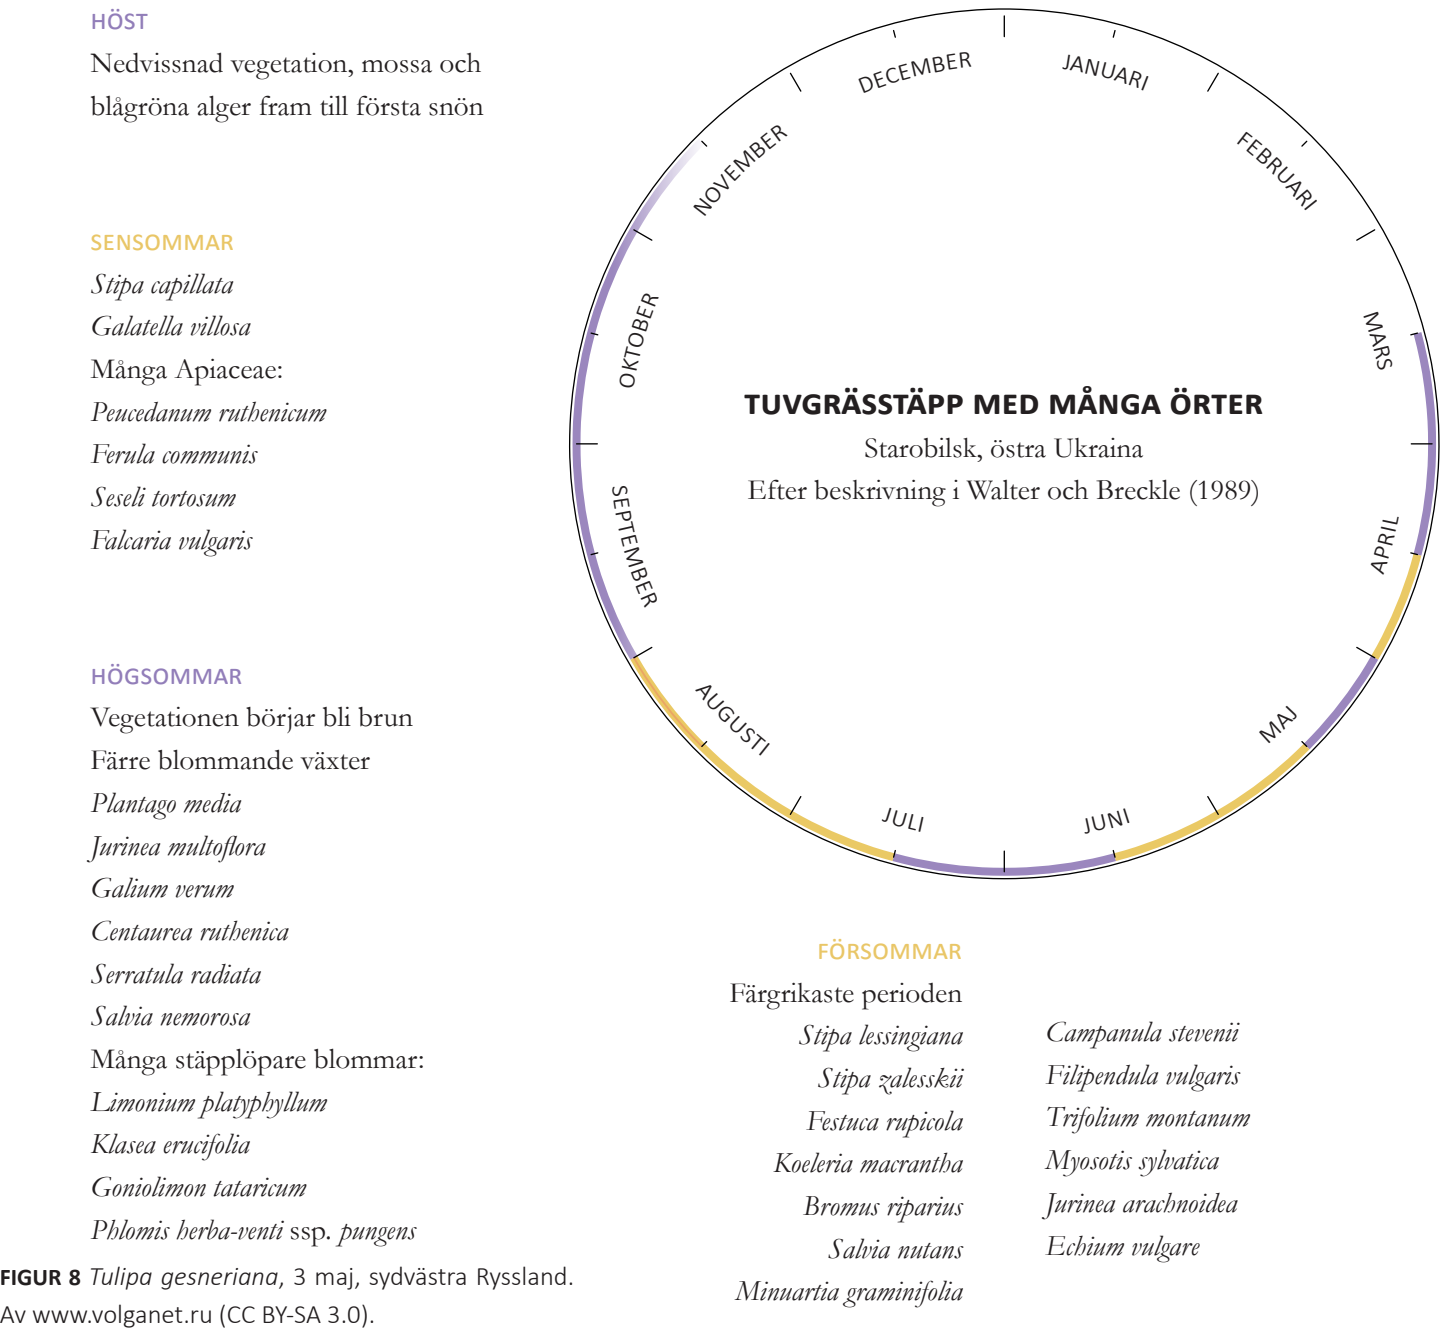 HÖST
Nedvissnad vegetation, mossa och
blågröna alger fram till första snön
SENSOMMAR
Stipa capillata
Galatella villosa
Många Apiaceae:
Peucedanum ruthenicum
Ferula communis
Seseli tortosum
Falcaria vulgaris
HÖGSOMMAR
Vegetationen börjar bli brun
Färre blommande växter
Plantago media
Jurinea multoflora
Galium verum
Centaurea ruthenica
Serratula radiata
Salvia nemorosa
Många stäpplöpare blommar:
Limonium platyphyllum
Klasea erucifolia
Goniolimon tataricum
Phlomis herba-venti ssp. pungens
JANUARI
FEBRUARI
MARS
APRIL
MAJ
JUNI
JULI
AUGUSTI
SEPTEMBER
OKTOBER
NOVEMBER
DECEMBER
TUVGRÄSSTÄPP MED MÅNGA ÖRTER
Starobilsk, östra Ukraina
Efter beskrivning i Walter och Breckle (1989)
FÖRSOMMAR
Färgrikaste perioden
Stipa lessingiana
Stipa zalesskii
Festuca rupicola
Koeleria macrantha
Bromus riparius
Salvia nutans
Minuartia graminifolia
Campanula stevenii
Filipendula vulgaris
Trifolium montanum
Myosotis sylvatica
Jurinea arachnoidea
Echium vulgare
FIGUR 8 Tulipa gesneriana, 3 maj, sydvästra Ryssland.
Av www.volganet.ru (CC BY-SA 3.0).